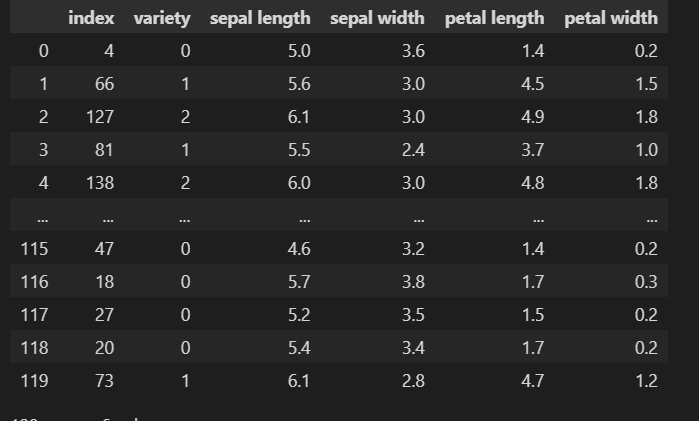 index variety sepal length sepal width petal length petal width
0 4 0 5.0 3.6 1.4 0.2
1 66 1 5.6 3.0 4.5 1.5
2 127 2 6.1 3.0 4.9 1.8
3 81 1 5.5 2.4 3.7 1.0
4 138 2 6.0 3.0 4.8 1.8
... ... ... ... ... ... ...
115 47 0 4.6 3.2 1.4 0.2
116 18 0 5.7 3.8 1.7 0.3
117 27 0 5.2 3.5 1.5 0.2
118 20 0 5.4 3.4 1.7 0.2
119 73 1 6.1 2.8 4.7 1.2